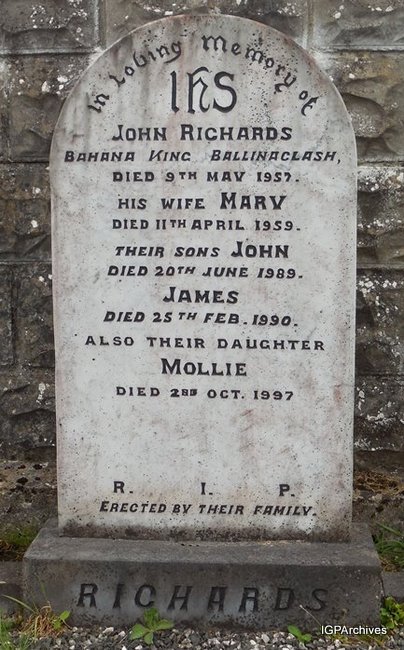 In Loving Memory of
IHS
JOHN RICHARDS
BAHANA KING BALLINACLASH,
DIED 9TH MAY 1957.
HIS WIFE MARY
DIED 11TH APRIL 1959.
THEIR SONS JOHN
DIED 20TH JUNE 1989.
JAMES
DIED 25TH FEB. 1990.
ALSO THEIR DAUGHTER
MOLLIE
DIED 2RD OCT. 1997
R. I. P.
ERECTED BY THEIR FAMILY.
RICHARDS
IGPArchives